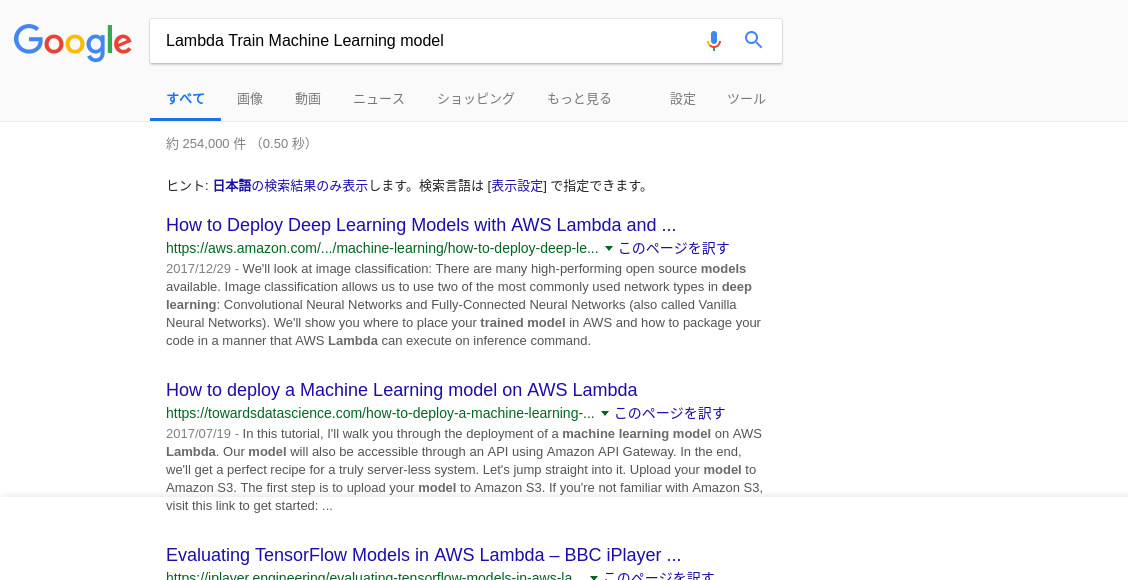 Google
Lambda Train Machine Learning model
すべて 画像 動画 ニュース ショッピング もっと見る 設定 ツール
約 254,000 件 （0.50 秒）
ヒント: 日本語の検索結果のみ表示します。検索言語は [表示設定] で指定できます。
How to Deploy Deep Learning Models with AWS Lambda and ...
https://aws.amazon.com/.../machine-learning/how-to-deploy-deep-le... このページを訳す
2017/12/29 - We'll look at image classification: There are many high-performing open source models
available. Image classification allows us to use two of the most commonly used network types in deep
learning: Convolutional Neural Networks and Fully-Connected Neural Networks (also called Vanilla
Neural Networks). We'll show you where to place your trained model in AWS and how to package your
code in a manner that AWS Lambda can execute on inference command.
How to deploy a Machine Learning model on AWS Lambda
https://towardsdatascience.com/how-to-deploy-a-machine-learning-... このページを訳す
2017/07/19 - In this tutorial, I'll walk you through the deployment of a machine learning model on AWS
Lambda. Our model will also be accessible through an API using Amazon API Gateway. In the end,
we'll get a perfect recipe for a truly server-less system. Let's jump straight into it. Upload your model to
Amazon S3. The first step is to upload your model to Amazon S3. If you're not familiar with Amazon S3,
visit this link to get started: ...
Evaluating TensorFlow Models in AWS Lambda – BBC iPlayer ...
https://iplayer.engineering/evaluating-tensorflow-models-in-aws-la... このページを訳す